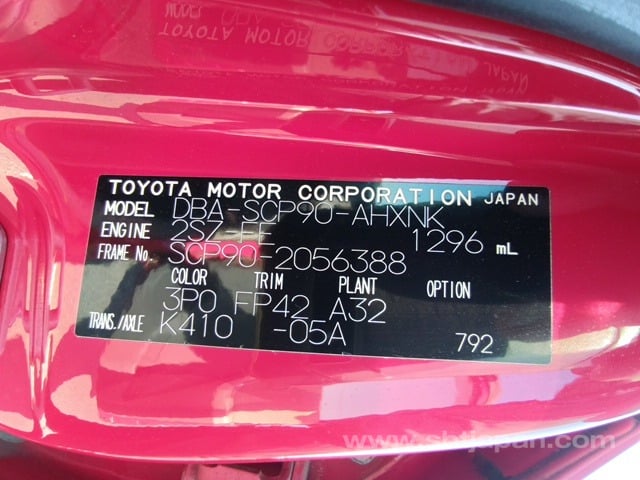 TOYOTA MOTOR CORPORATION JAPAN
MODEL DBA-SCP90-AHXNK
ENGINE 2SZ-FE 1296 mL
FRAME No. SCP90-2056388
COLOR TRIM PLANT OPTION
3P0 FP42 A32
TRANS./AXLE K410 -05A 792
www.sbtjapan.com